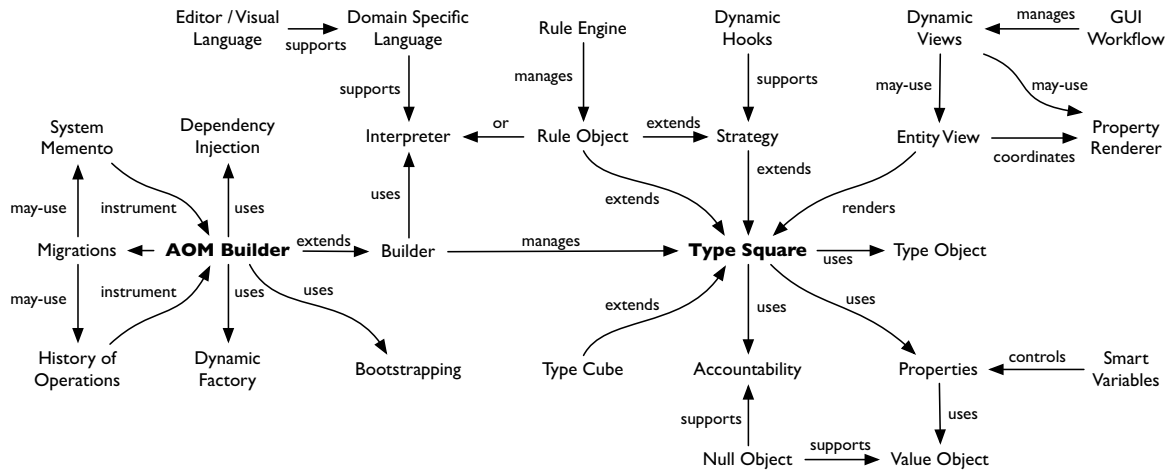 Editor / Visual
Language
supports
Domain Specific
Language
Rule Engine
Dynamic
Hooks
Dynamic
Views
manages
GUI
Workflow
supports
manages
supports
may-use
may-use
System
Memento
Dependency
Injection
Interpreter
or
Rule Object
extends
Strategy
Entity View
coordinates
Property
Renderer
may-use
instrument
uses
uses
extends
extends
renders
Migrations
AOM Builder
extends
Builder
manages
Type Square
uses
Type Object
may-use
instrument
uses
uses
extends
uses
uses
History of
Operations
Dynamic
Factory
Bootstrapping
Type Cube
Accountability
Properties
controls
Smart
Variables
supports
uses
Null Object
supports
Value Object